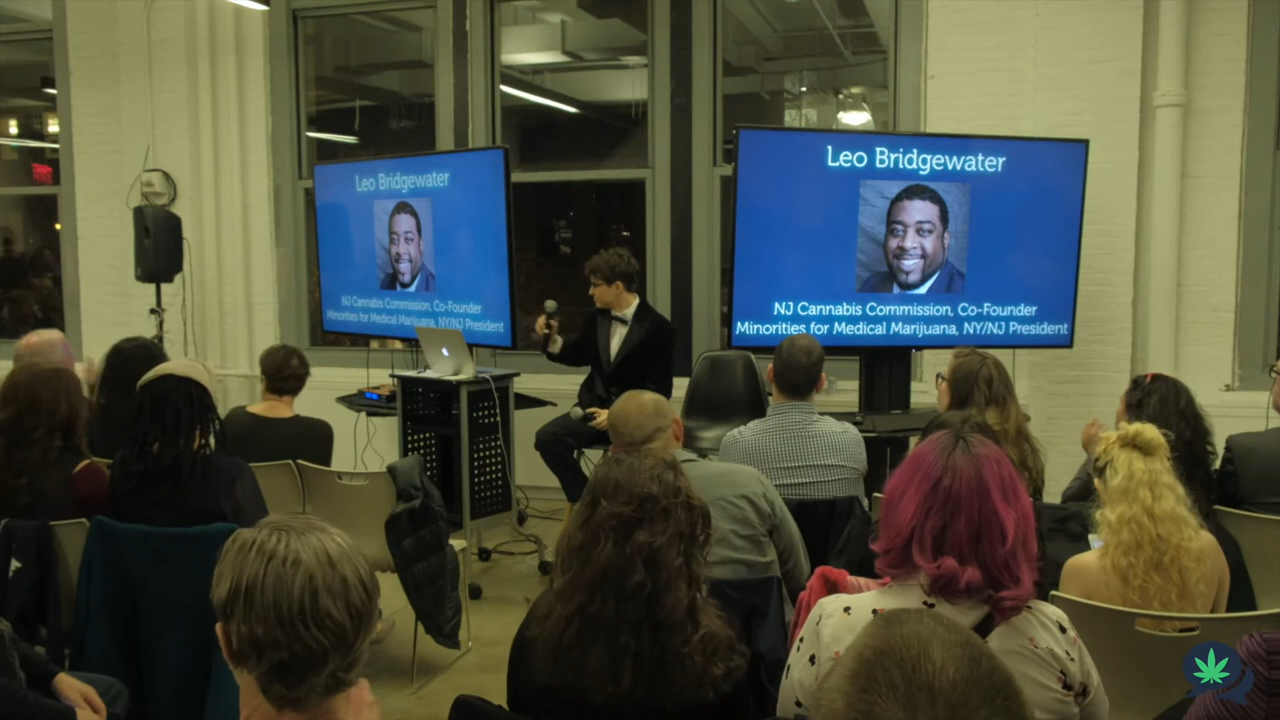 Leo Bridgewater
NJ Cannabis Commission, Co-Founder
Minorities for Medical Marijuana, NY/NJ President
Leo Bridgewater
NJ Cannabis Commission, Co-Founder
Minorities for Medical Marijuana, NY/NJ President